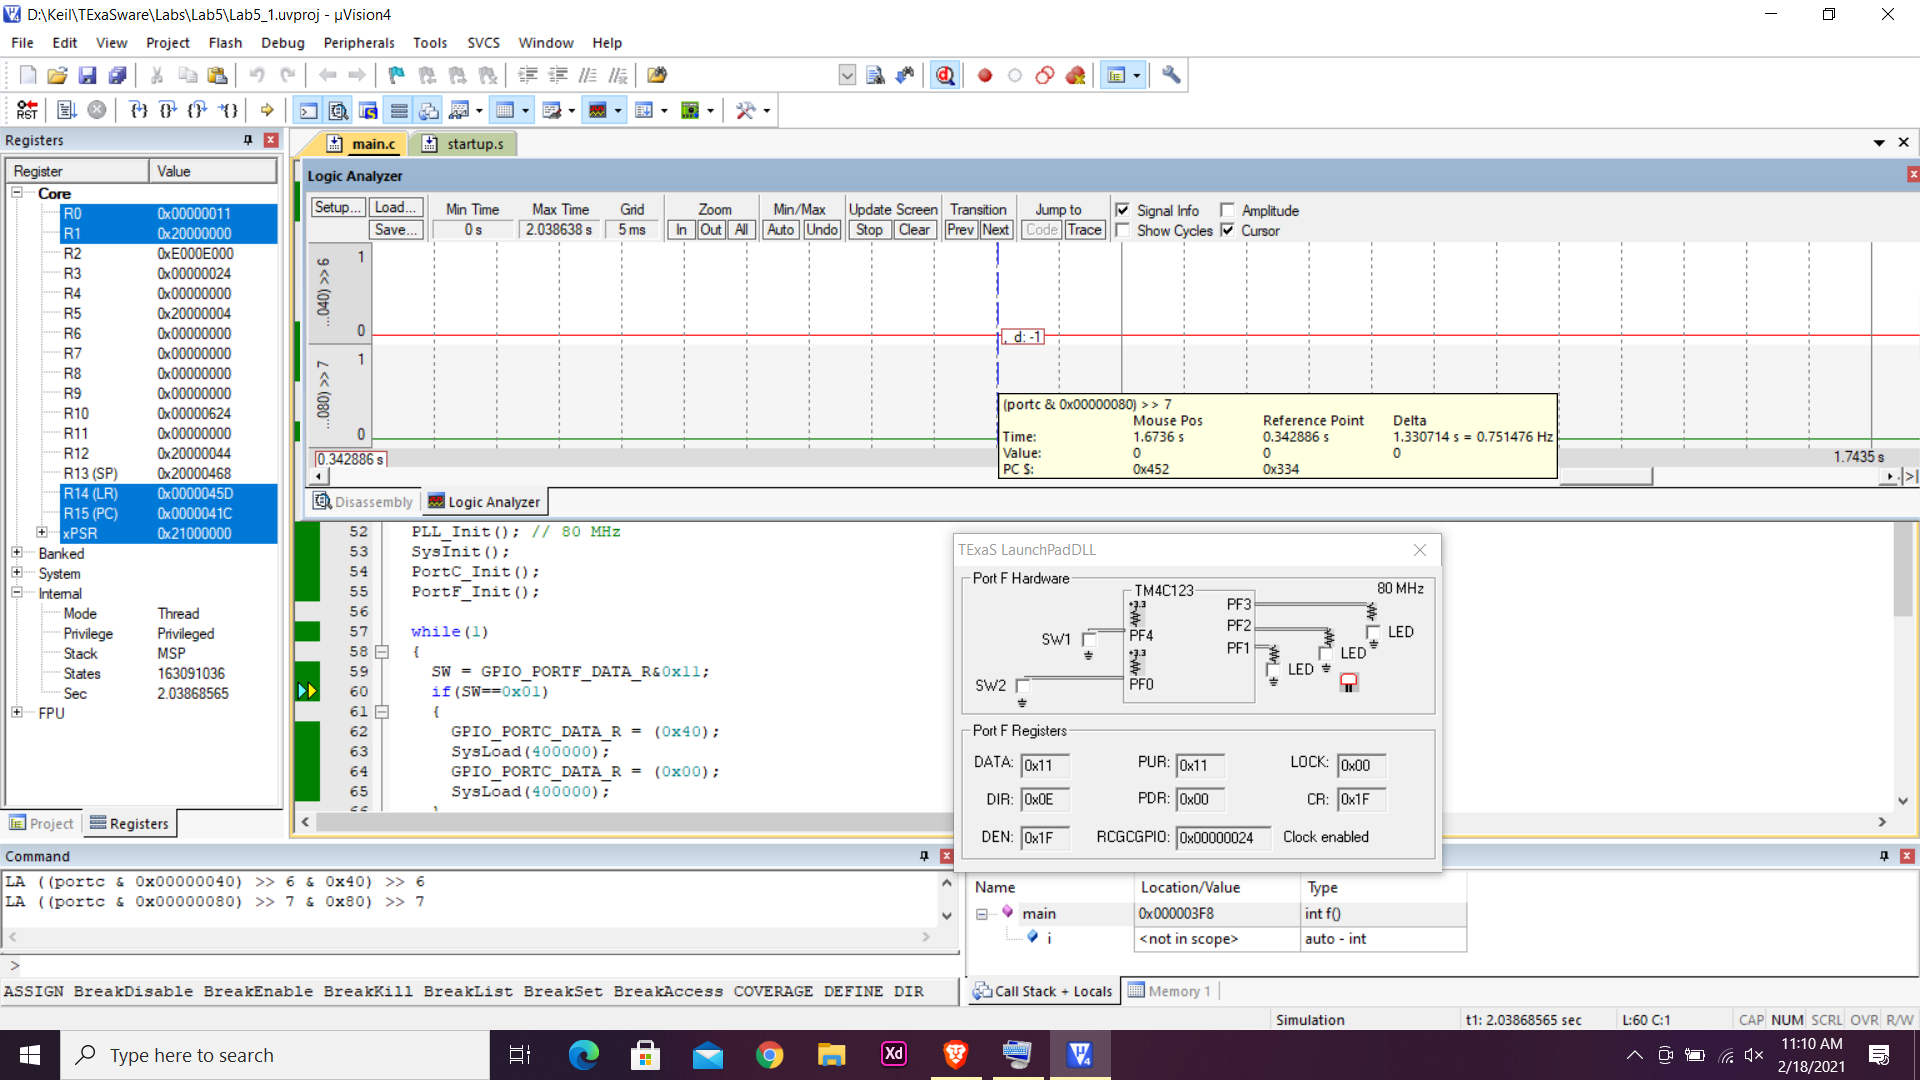 D:\Keil\TExaSware\Labs\Lab5\Lab5_1.uvproj - µVision4
File Edit View Project Flash Debug Peripherals Tools SVCS Window Help
RST
Registers
Register Value
Core
R0 0x00000011
R1 0x20000000
R2 0xE000E000
R3 0x00000024
R4 0x00000000
R5 0x20000004
R6 0x00000000
R7 0x00000000
R8 0x00000000
R9 0x00000000
R10 0x00000624
R11 0x00000000
R12 0x20000044
R13 (SP) 0x20000468
R14 (LR) 0x0000045D
R15 (PC) 0x0000041C
xPSR 0x21000000
Banked
System
Internal
Mode Thread
Privilege Privileged
Stack MSP
States 163091036
Sec 2.03868565
FPU
Project Registers
main.c startup.s
Logic Analyzer
Setup... Load... Min Time Max Time Grid Zoom Min/Max Update Screen Transition Jump to Signal Info Amplitude
Save... 0 s 2.038638 s 5 ms In Out All Auto Undo Stop Clear Prev Next Code Trace Show Cycles Cursor
...040) >> 6 1 0
, d: -1
...080) >> 7 1 0
(portc & 0x00000080) >> 7
Mouse Pos Reference Point Delta
Time: 1.6736 s 0.342886 s 1.330714 s = 0.751476 Hz
Value: 0 0 0
PC $: 0x452 0x334
0.342886 s 1.7435 s
Disassembly Logic Analyzer
52 PLL_Init(); // 80 MHz
53 SysInit();
54 PortC_Init();
55 PortF_Init();
56
57 while(1)
58 {
59 SW = GPIO_PORTF_DATA_R&0x11;
60 if(SW==0x01)
61 {
62 GPIO_PORTC_DATA_R = (0x40);
63 SysLoad(400000);
64 GPIO_PORTC_DATA_R = (0x00);
65 SysLoad(400000);
66 }
TExaS LaunchPadDLL
Port F Hardware
TM4C123 80 MHz
+3.3 PF3
SW1 PF4 PF2 LED
+3.3 PF1 LED
SW2 PF0 LED
Port F Registers
DATA: 0x11 PUR: 0x11 LOCK: 0x00
DIR: 0x0E PDR: 0x00 CR: 0x1F
DEN: 0x1F RCGCGPIO: 0x00000024 Clock enabled
Command
LA ((portc & 0x00000040) >> 6 & 0x40) >> 6
LA ((portc & 0x00000080) >> 7 & 0x80) >> 7
>
ASSIGN BreakDisable BreakEnable BreakKill BreakList BreakSet BreakAccess COVERAGE DEFINE DIR
Name Location/Value Type
main 0x000003F8 int f()
i <not in scope> auto - int
Call Stack + Locals Memory 1
Simulation t1: 2.03868565 sec L:60 C:1 CAP NUM SCRL OVR R/W
Type here to search
Xd
11:10 AM
2/18/2021